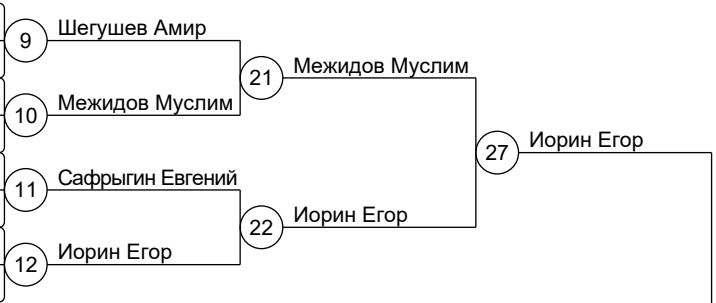 9 Шегушев Амир
21 Межидов Муслим
10 Межидов Муслим
27 Иорин Егор
11 Сафрыгин Евгений
22 Иорин Егор
12 Иорин Егор